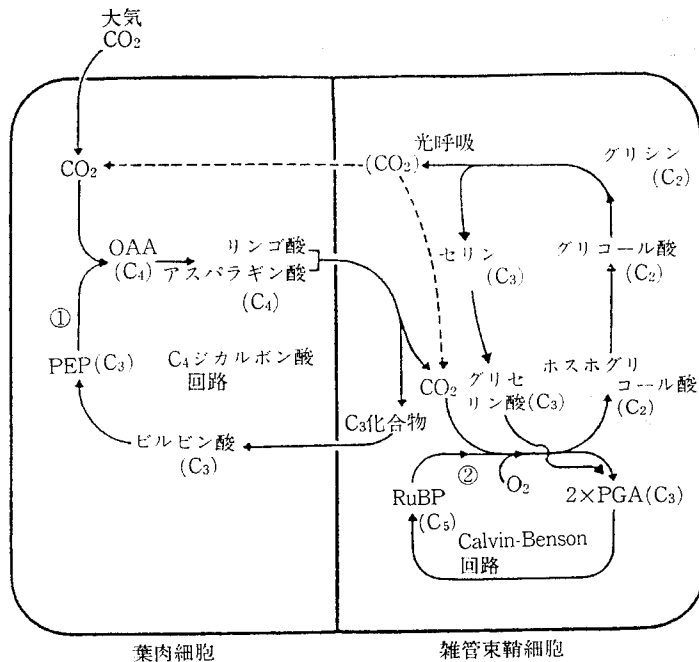 大気
CO₂
CO₂
(CO₂)
光呼吸
グリシン
(C₂)
OAA
(C₄)
リンゴ酸
アスパラギン酸
(C₄)
セリン
(C₃)
グリコール酸
(C₂)
①
PEP(C₃)
C₄ジカルボン酸
回路
CO₂
グリセ
リン酸(C₃)
ホスホグリ
コール酸
(C₂)
C₃化合物
ピルビン酸
(C₃)
②
O₂
RuBP
(C₅)
2×PGA(C₃)
Calvin-Benson
回路
葉肉細胞
雑管束鞘細胞